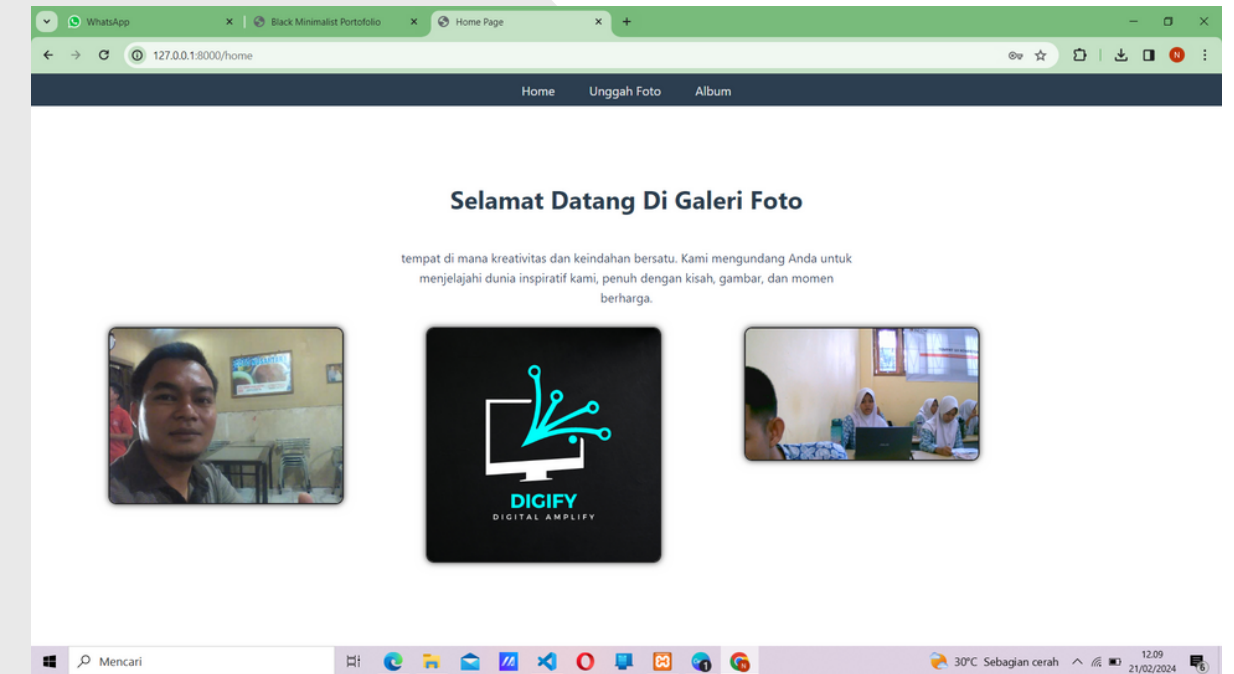 WhatsApp
Black Minimalist Portofolio
Home Page
127.0.0.1:8000/home
N
Home Unggah Foto Album
Selamat Datang Di Galeri Foto
tempat di mana kreativitas dan keindahan bersatu. Kami mengundang Anda untuk
menjelajahi dunia inspiratif kami, penuh dengan kisah, gambar, dan momen
berharga.
DIGIFY
DIGITAL AMPLIFY
Mencari
30°C Sebagian cerah
12.09
21/02/2024
6